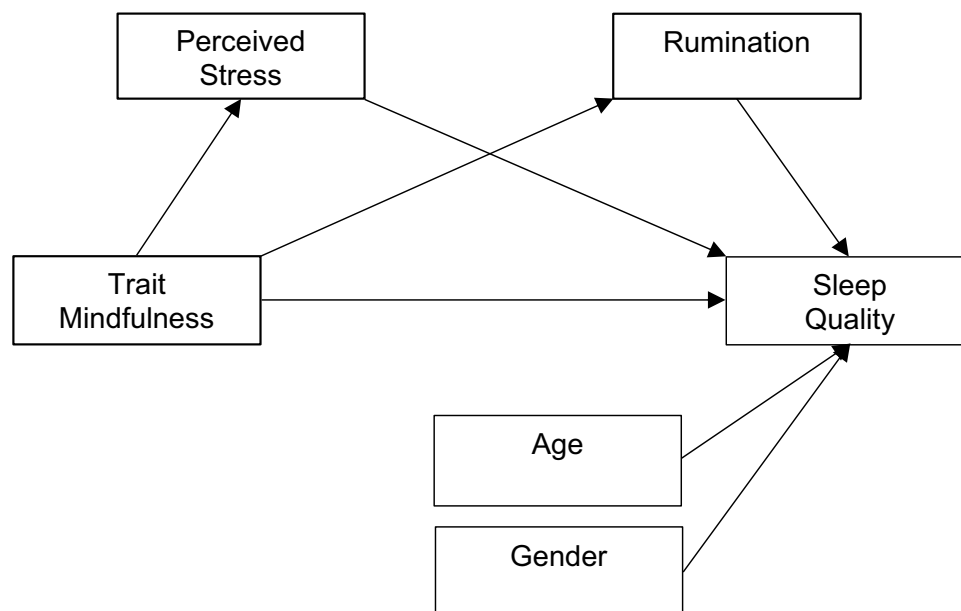 Perceived
Stress
Rumination
Trait
Mindfulness
Sleep
Quality
Age
Gender